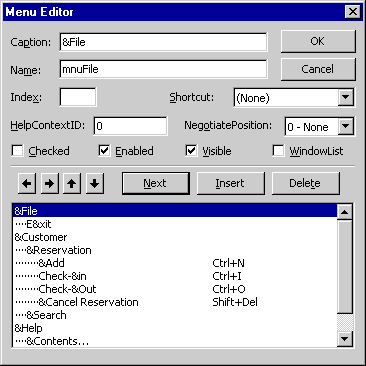 Menu Editor
Caption: &File OK
Name: mnuFile Cancel
Index: Shortcut: (None)
HelpContextID: 0 NegotiatePosition: 0 - None
Checked Enabled Visible WindowList
Next Insert Delete
&File
····E&xit
&Customer
····&Reservation
········&Add Ctrl+N
········Check-&in Ctrl+I
········Check-&Out Ctrl+O
········&Cancel Reservation Shift+Del
····&Search
&Help
····&Contents...